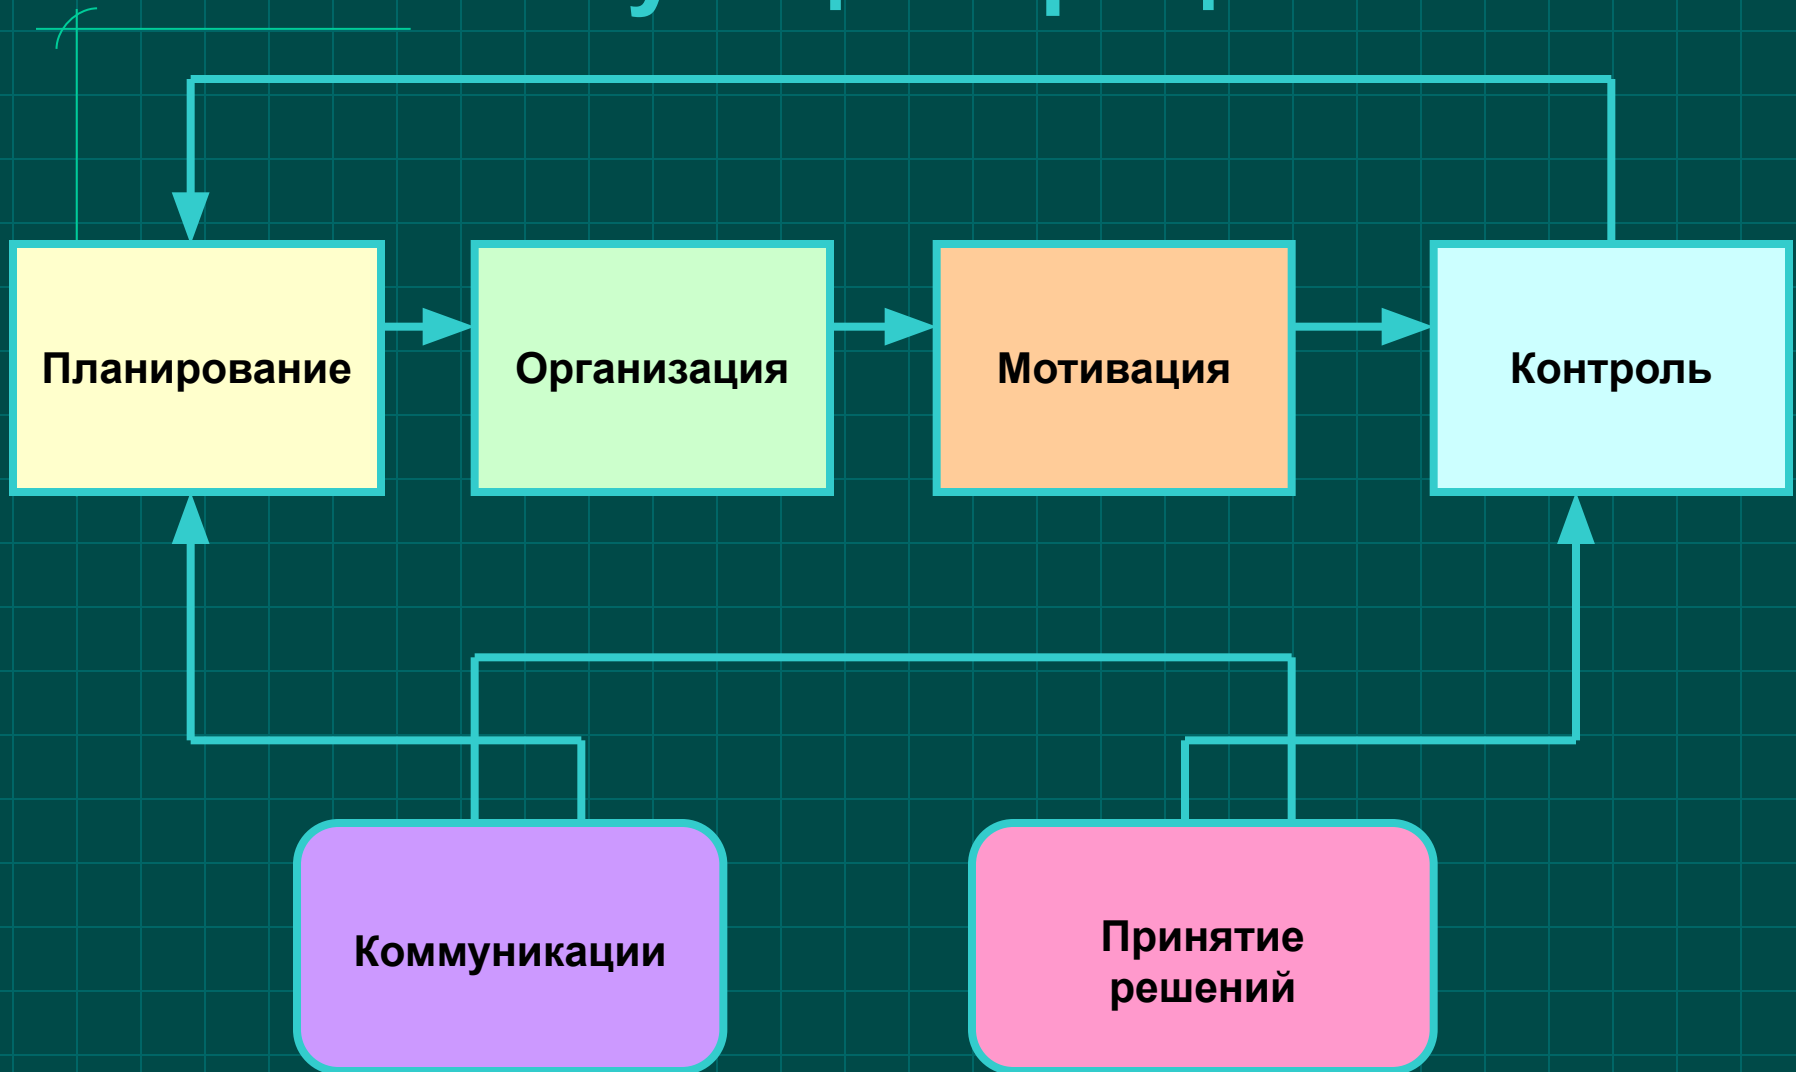 Планирование
Организация
Мотивация
Контроль
Коммуникации
Принятие
решений